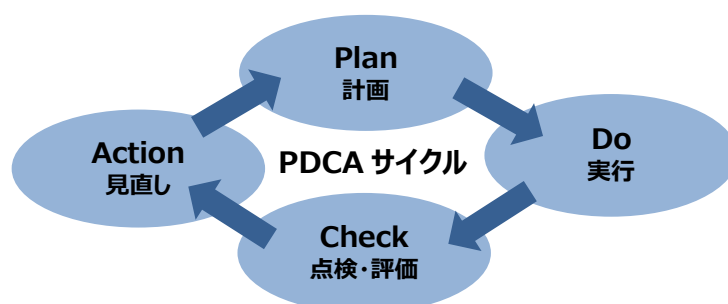 Plan
計画
Do
実行
Check
点検・評価
Action
見直し
PDCA サイクル